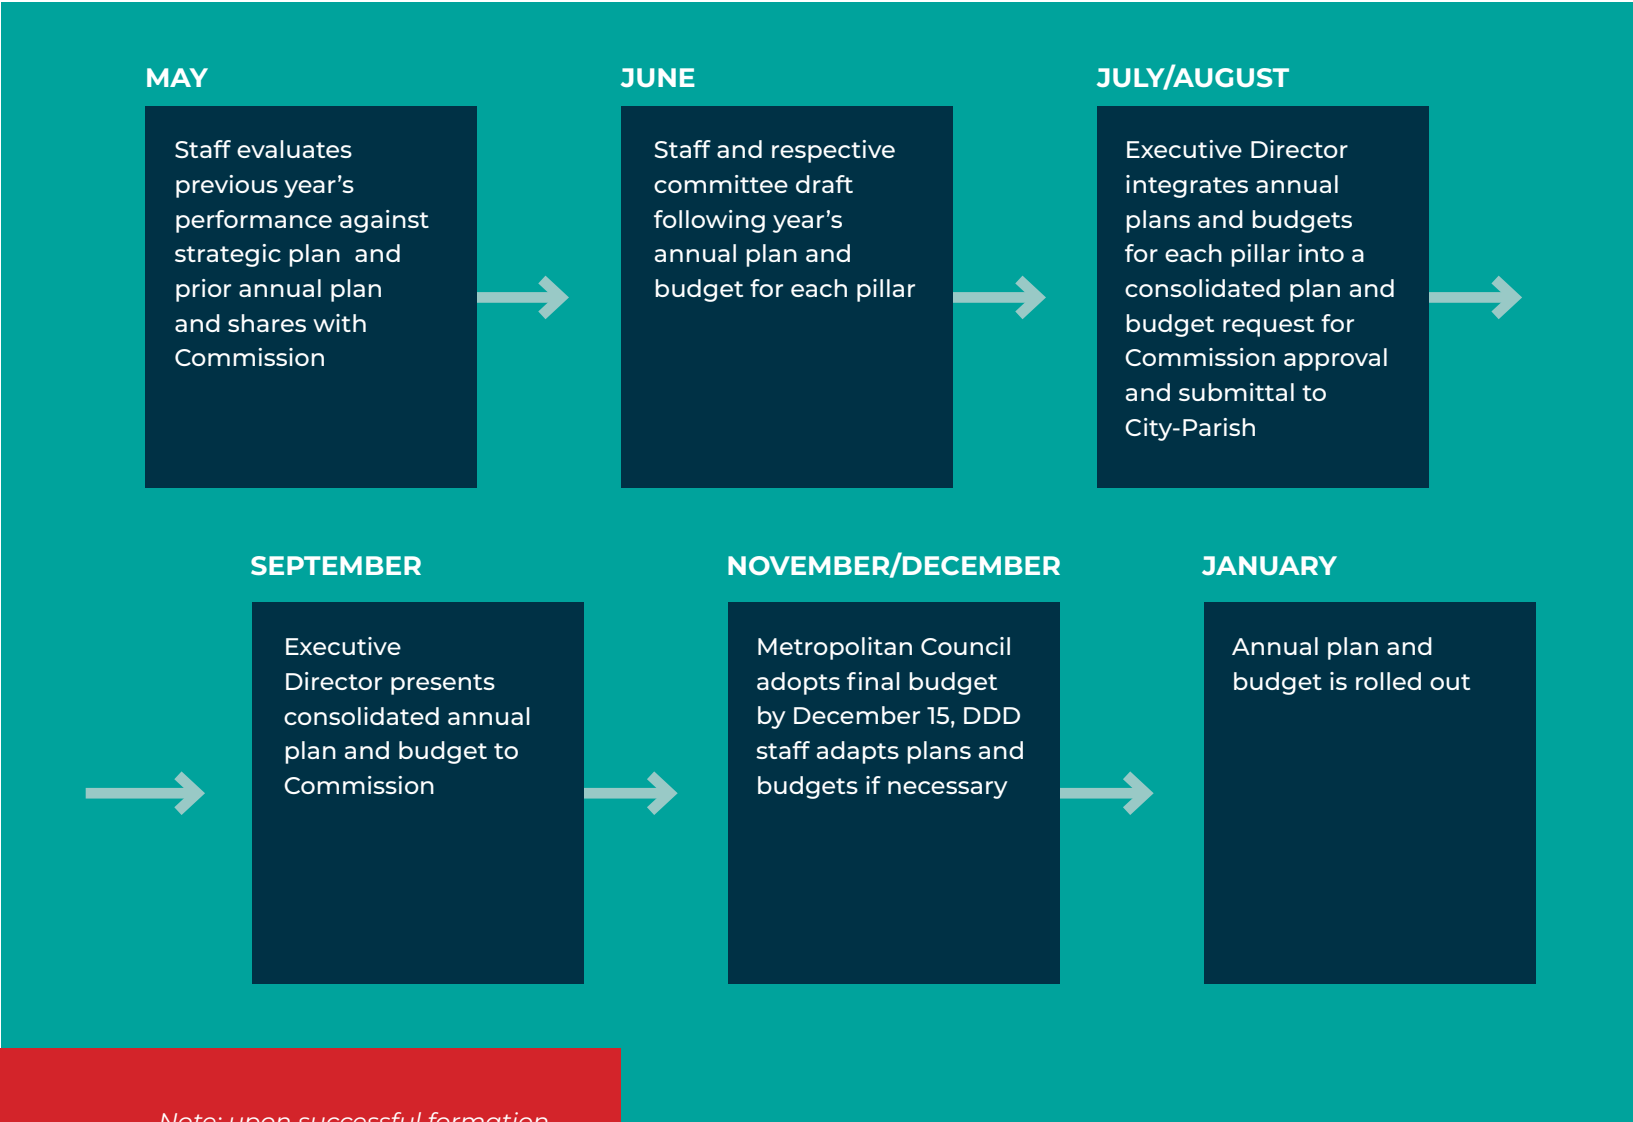 MAY
Staff evaluates
previous year’s
performance against
strategic plan  and
prior annual plan
and shares with
Commission
JUNE
Staff and respective
committee draft
following year’s
annual plan and
budget for each pillar
JULY/AUGUST
Executive Director
integrates annual
plans and budgets
for each pillar into a
consolidated plan and
budget request for
Commission approval
and submittal to
City-Parish
SEPTEMBER
Executive
Director presents
consolidated annual
plan and budget to
Commission
NOVEMBER/DECEMBER
Metropolitan Council
adopts final budget
by December 15, DDD
staff adapts plans and
budgets if necessary
JANUARY
Annual plan and
budget is rolled out
Note: upon successful formation